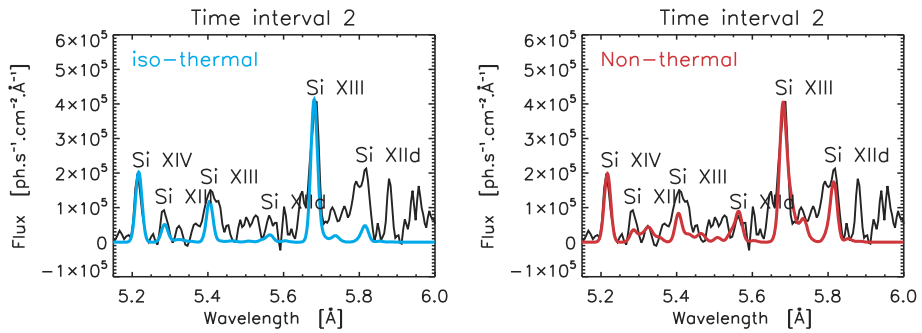 Time interval 2
6×10⁵
5×10⁵
4×10⁵
3×10⁵
2×10⁵
1×10⁵
0
−1×10⁵
Flux [ph.s⁻¹.cm⁻².Å⁻¹]
iso−thermal
Si XIV
Si XIII
Si XIII
Si XIId
Si XIII
Si XIId
5.2 5.4 5.6 5.8 6.0
Wavelength [Å]
Time interval 2
6×10⁵
5×10⁵
4×10⁵
3×10⁵
2×10⁵
1×10⁵
0
−1×10⁵
Flux [ph.s⁻¹.cm⁻².Å⁻¹]
Non−thermal
Si XIV
Si XIII
Si XIII
Si XIId
Si XIII
Si XIId
5.2 5.4 5.6 5.8 6.0
Wavelength [Å]